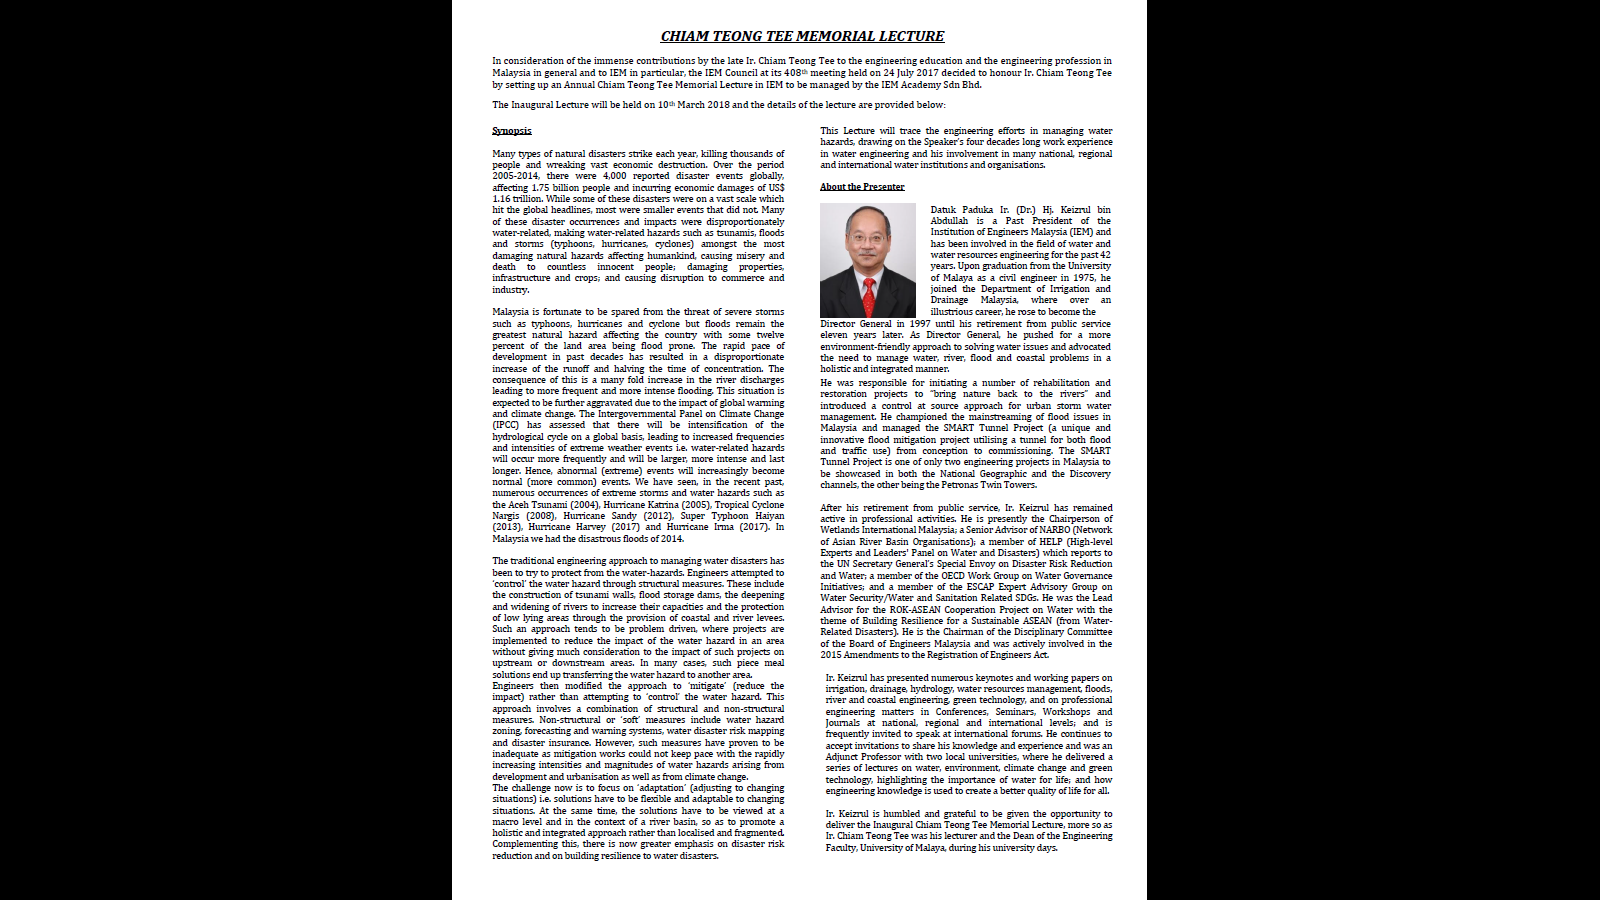 CHIAM TEONG TEE MEMORIAL LECTURE
In consideration of the immense contributions by the late Ir. Chiam Teong Tee to the engineering education and the engineering profession in
Malaysia in general and to IEM in particular, the IEM Council at its 408th meeting held on 24 July 2017 decided to honour Ir. Chiam Teong Tee
by setting up an Annual Chiam Teong Tee Memorial Lecture in IEM to be managed by the IEM Academy Sdn Bhd.
The Inaugural Lecture will be held on 10th March 2018 and the details of the lecture are provided below:
Synopsis
Many types of natural disasters strike each year, killing thousands of
people and wreaking vast economic destruction. Over the period
2005-2014, there were 4,000 reported disaster events globally,
affecting 1.75 billion people and incurring economic damages of US$
1.16 trillion. While some of these disasters were on a vast scale which
hit the global headlines, most were smaller events that did not. Many
of these disaster occurrences and impacts were disproportionately
water-related, making water-related hazards such as tsunamis, floods
and storms (typhoons, hurricanes, cyclones) amongst the most
damaging natural hazards affecting humankind, causing misery and
death to countless innocent people; damaging properties,
infrastructure and crops; and causing disruption to commerce and
industry.
Malaysia is fortunate to be spared from the threat of severe storms
such as typhoons, hurricanes and cyclone but floods remain the
greatest natural hazard affecting the country with some twelve
percent of the land area being flood prone. The rapid pace of
development in past decades has resulted in a disproportionate
increase of the runoff and halving the time of concentration. The
consequence of this is a many fold increase in the river discharges
leading to more frequent and more intense flooding. This situation is
expected to be further aggravated due to the impact of global warming
and climate change. The Intergovernmental Panel on Climate Change
(IPCC) has assessed that there will be intensification of the
hydrological cycle on a global basis, leading to increased frequencies
and intensities of extreme weather events i.e. water-related hazards
will occur more frequently and will be larger, more intense and last
longer. Hence, abnormal (extreme) events will increasingly become
normal (more common) events. We have seen, in the recent past,
numerous occurrences of extreme storms and water hazards such as
the Aceh Tsunami (2004), Hurricane Katrina (2005), Tropical Cyclone
Nargis (2008), Hurricane Sandy (2012), Super Typhoon Haiyan
(2013), Hurricane Harvey (2017) and Hurricane Irma (2017). In
Malaysia we had the disastrous floods of 2014.
The traditional engineering approach to managing water disasters has
been to try to protect from the water-hazards. Engineers attempted to
‘control’ the water hazard through structural measures. These include
the construction of tsunami walls, flood storage dams, the deepening
and widening of rivers to increase their capacities and the protection
of low lying areas through the provision of coastal and river levees.
Such an approach tends to be problem driven, where projects are
implemented to reduce the impact of the water hazard in an area
without giving much consideration to the impact of such projects on
upstream or downstream areas. In many cases, such piece meal
solutions end up transferring the water hazard to another area.
Engineers then modified the approach to ‘mitigate’ (reduce the
impact) rather than attempting to ‘control’ the water hazard. This
approach involves a combination of structural and non-structural
measures. Non-structural or ‘soft’ measures include water hazard
zoning, forecasting and warning systems, water disaster risk mapping
and disaster insurance. However, such measures have proven to be
inadequate as mitigation works could not keep pace with the rapidly
increasing intensities and magnitudes of water hazards arising from
development and urbanisation as well as from climate change.
The challenge now is to focus on ‘adaptation’ (adjusting to changing
situations) i.e. solutions have to be flexible and adaptable to changing
situations. At the same time, the solutions have to be viewed at a
macro level and in the context of a river basin, so as to promote a
holistic and integrated approach rather than localised and fragmented.
Complementing this, there is now greater emphasis on disaster risk
reduction and on building resilience to water disasters.
This Lecture will trace the engineering efforts in managing water
hazards, drawing on the Speaker's four decades long work experience
in water engineering and his involvement in many national, regional
and international water institutions and organisations.
About the Presenter
Datuk Paduka Ir. (Dr.) Hj. Keizrul bin
Abdullah is a Past President of the
Institution of Engineers Malaysia (IEM) and
has been involved in the field of water and
water resources engineering for the past 42
years. Upon graduation from the University
of Malaya as a civil engineer in 1975, he
joined the Department of Irrigation and
Drainage Malaysia, where over an
illustrious career, he rose to become the
Director General in 1997 until his retirement from public service
eleven years later. As Director General, he pushed for a more
environment-friendly approach to solving water issues and advocated
the need to manage water, river, flood and coastal problems in a
holistic and integrated manner.
He was responsible for initiating a number of rehabilitation and
restoration projects to “bring nature back to the rivers” and
introduced a control at source approach for urban storm water
management. He championed the mainstreaming of flood issues in
Malaysia and managed the SMART Tunnel Project (a unique and
innovative flood mitigation project utilising a tunnel for both flood
and traffic use) from conception to commissioning. The SMART
Tunnel Project is one of only two engineering projects in Malaysia to
be showcased in both the National Geographic and the Discovery
channels, the other being the Petronas Twin Towers.
After his retirement from public service, Ir. Keizrul has remained
active in professional activities. He is presently the Chairperson of
Wetlands International Malaysia; a Senior Advisor of NARBO (Network
of Asian River Basin Organisations); a member of HELP (High-level
Experts and Leaders' Panel on Water and Disasters) which reports to
the UN Secretary General's Special Envoy on Disaster Risk Reduction
and Water; a member of the OECD Work Group on Water Governance
Initiatives; and a member of the ESCAP Expert Advisory Group on
Water Security/Water and Sanitation Related SDGs. He was the Lead
Advisor for the ROK-ASEAN Cooperation Project on Water with the
theme of Building Resilience for a Sustainable ASEAN (from Water-
Related Disasters). He is the Chairman of the Disciplinary Committee
of the Board of Engineers Malaysia and was actively involved in the
2015 Amendments to the Registration of Engineers Act.
Ir. Keizrul has presented numerous keynotes and working papers on
irrigation, drainage, hydrology, water resources management, floods,
river and coastal engineering, green technology, and on professional
engineering matters in Conferences, Seminars, Workshops and
Journals at national, regional and international levels; and is
frequently invited to speak at international forums. He continues to
accept invitations to share his knowledge and experience and was an
Adjunct Professor with two local universities, where he delivered a
series of lectures on water, environment, climate change and green
technology, highlighting the importance of water for life; and how
engineering knowledge is used to create a better quality of life for all.
Ir. Keizrul is humbled and grateful to be given the opportunity to
deliver the Inaugural Chiam Teong Tee Memorial Lecture, more so as
Ir. Chiam Teong Tee was his lecturer and the Dean of the Engineering
Faculty, University of Malaya, during his university days.